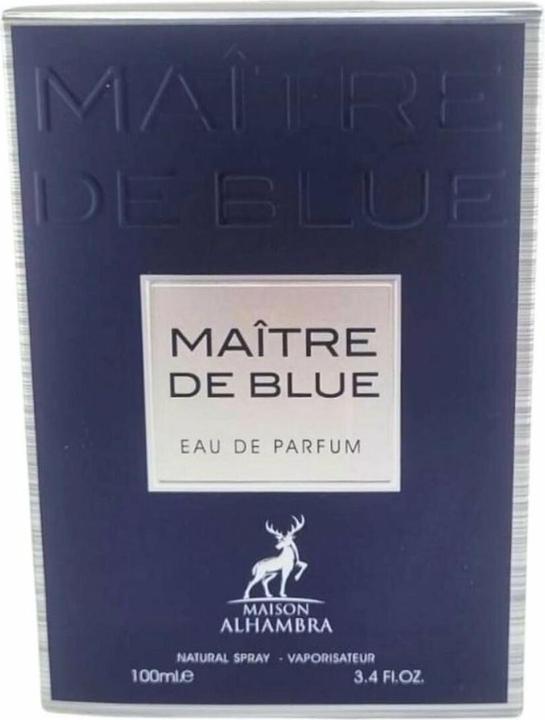 MAÎTRE
DE BLUE
MAÎTRE
DE BLUE
EAU DE PARFUM
MAISON
ALHAMBRA
NATURAL SPRAY - VAPORISATEUR
100ml℮ 3.4 FL.OZ.